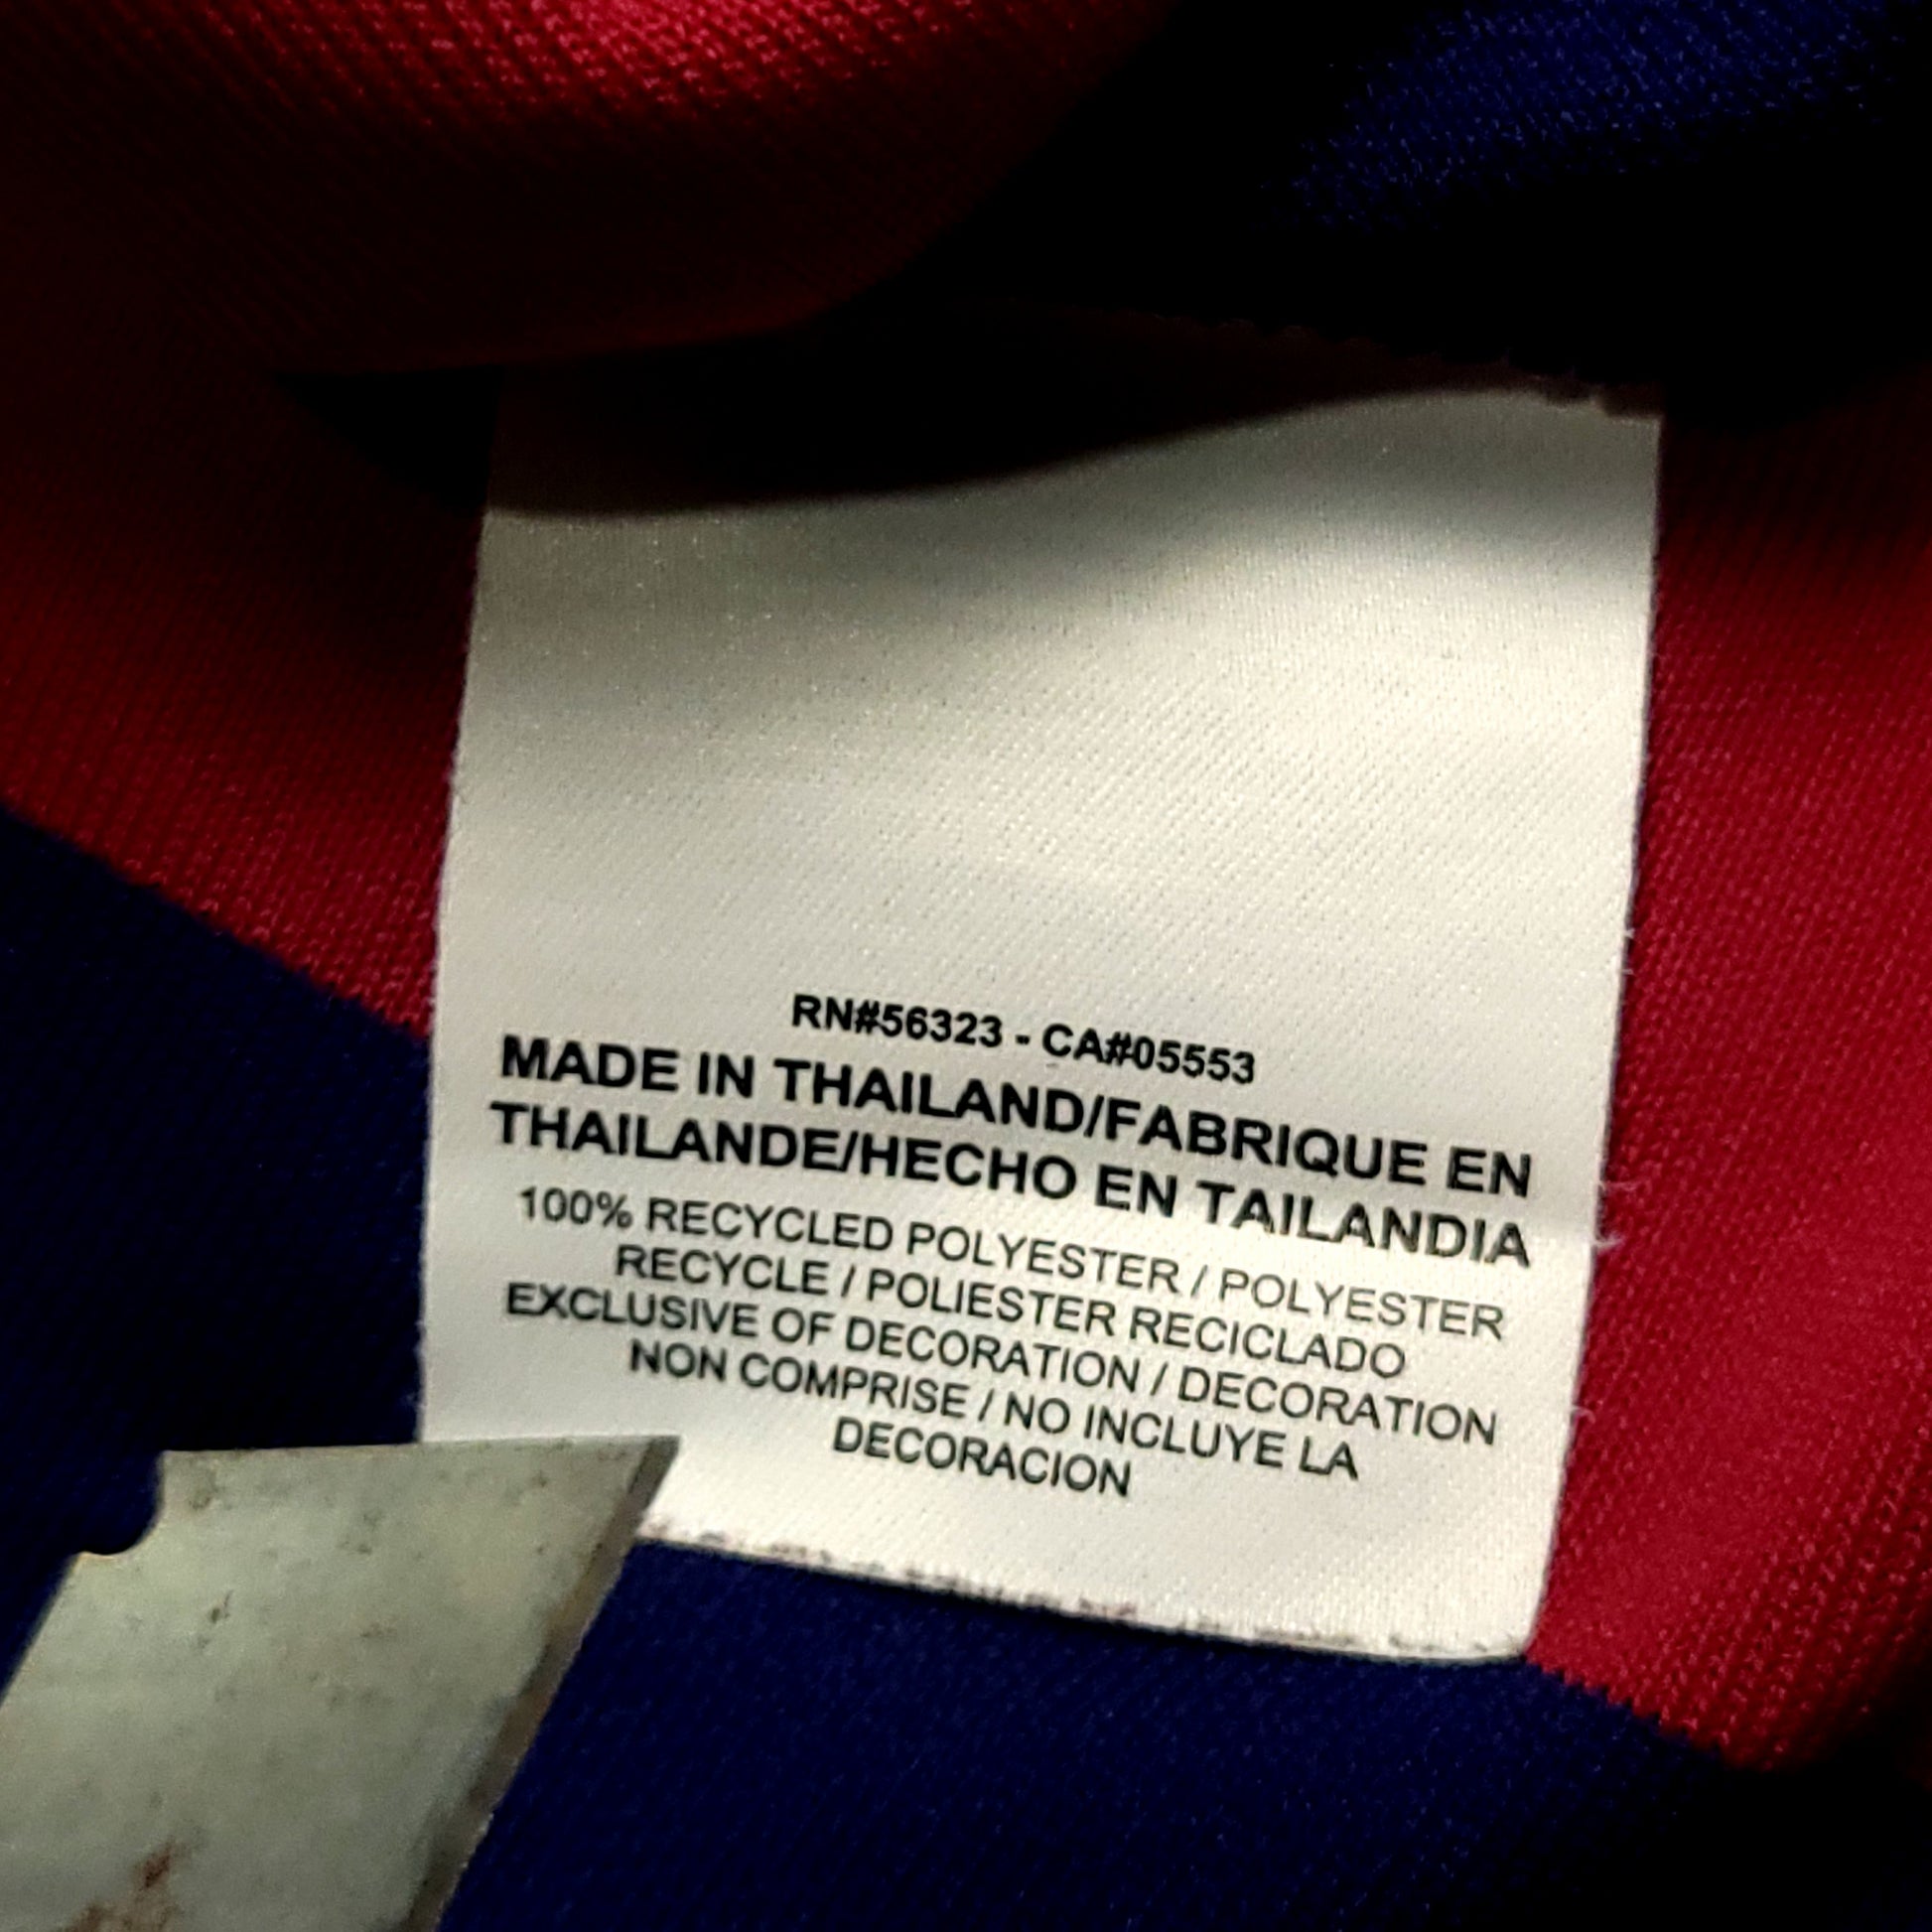 RN#56323 - CA#05553
MADE IN THAILAND/FABRIQUE EN
THAILANDE/HECHO EN TAILANDIA
100% RECYCLED POLYESTER / POLYESTER
RECYCLE / POLIESTER RECICLADO
EXCLUSIVE OF DECORATION / DECORATION
NON COMPRISE / NO INCLUYE LA
DECORACION